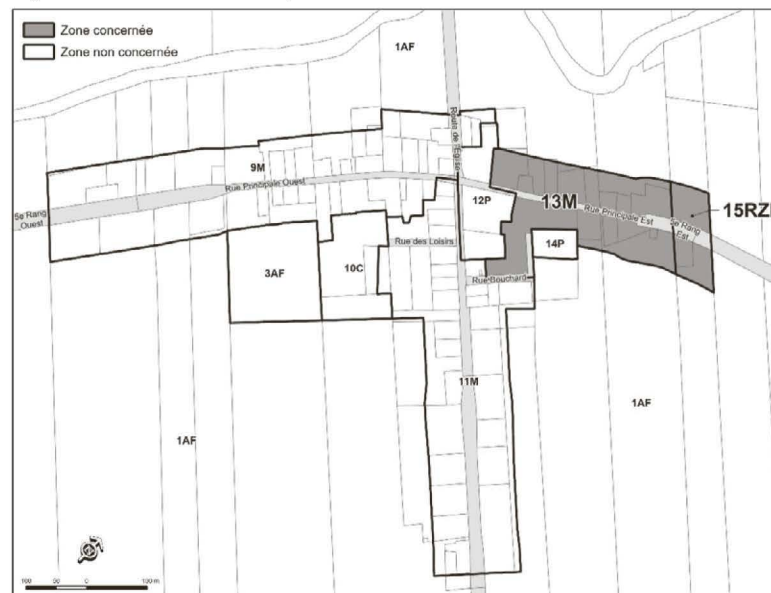 Zone concernée
Zone non concernée
1AF
Route de l'Église
9M
Rue Principale Ouest
5e Rang
Ouest
12P
13M
Rue Principale Est
5e Rang
Est
15RZ
14P
Rue des Loisirs
3AF
10C
Rue Bouchard
11M
1AF
1AF
100 50 0 100 m